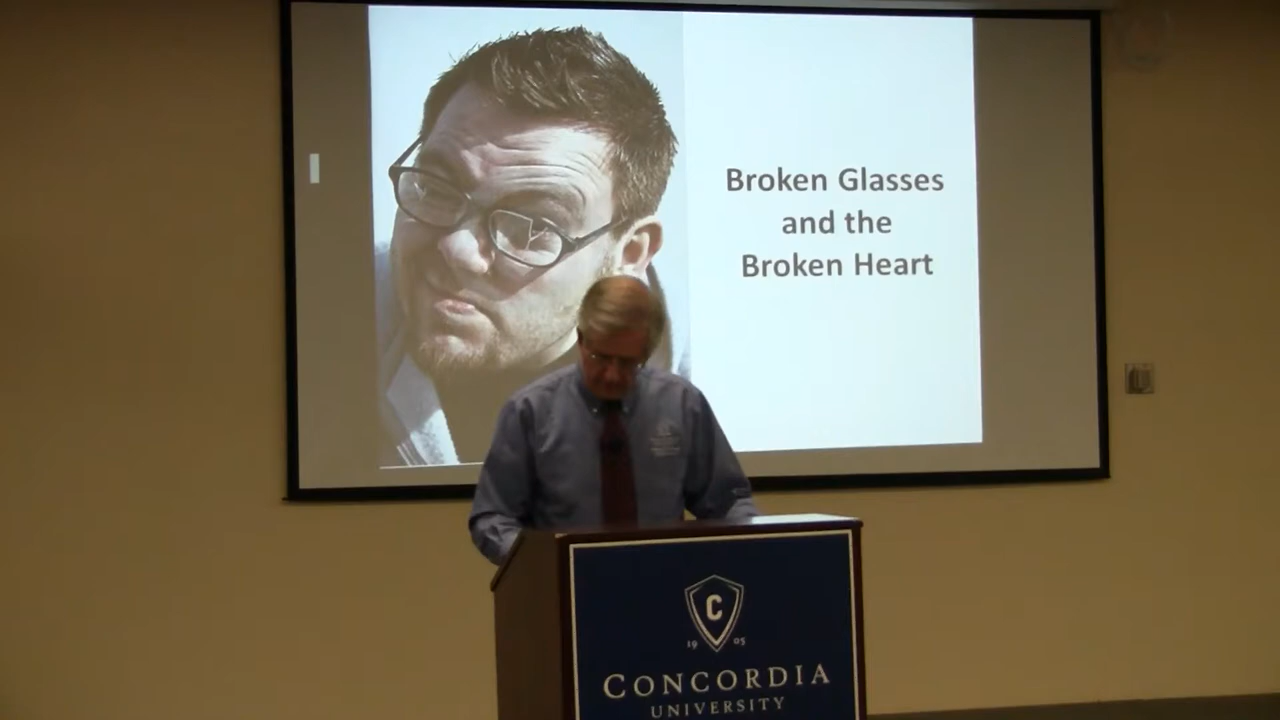 Broken Glasses
and the
Broken Heart
C
19 05
CONCORDIA
UNIVERSITY